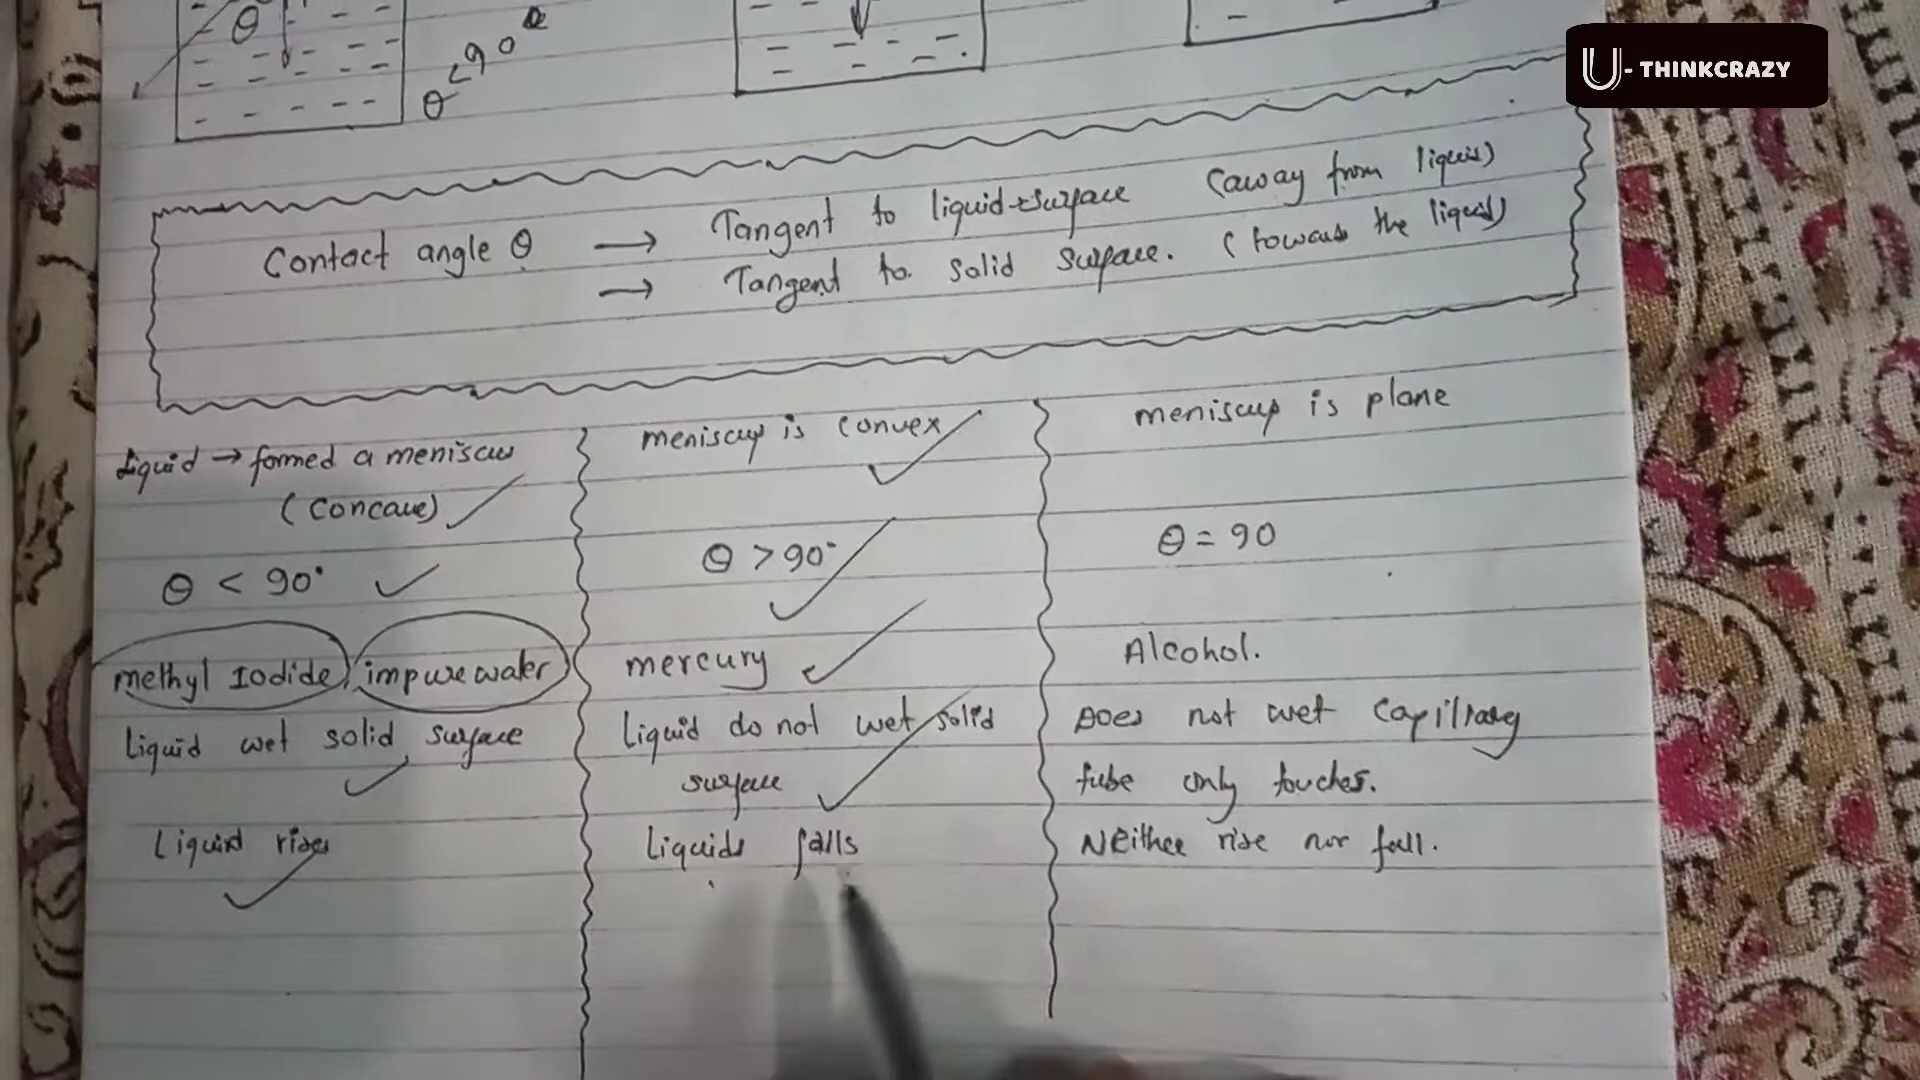 U - THINKCRAZY
θ
θ < 90°
Contact angle θ → Tangent to liquid surface (away from liquid)
→ Tangent to solid surface. (towards the liquid)
Liquid → formed a meniscus
(Concave)
θ < 90°
methyl Iodide, impure water
Liquid wet solid surface
Liquid rises
meniscus is convex
θ > 90°
mercury
Liquid do not wet solid
surface
Liquids falls
meniscus is plane
θ = 90
Alcohol.
Does not wet capillary
tube only touches.
Neither rise nor fall.